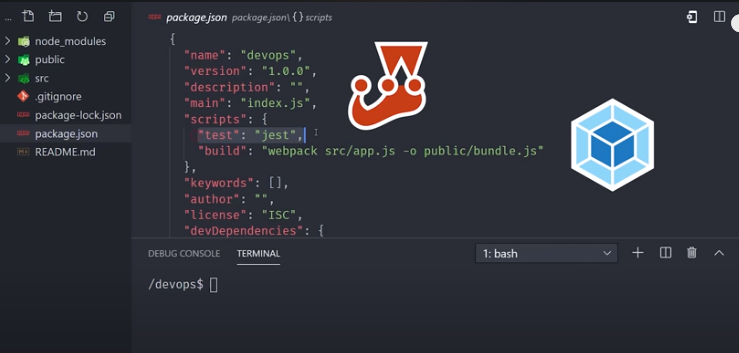 ...
package.json package.json\ { } scripts
node_modules
public
src
.gitignore
package-lock.json
package.json
README.md
{
"name": "devops",
"version": "1.0.0",
"description": "",
"main": "index.js",
"scripts": {
"test": "jest",
"build": "webpack src/app.js -o public/bundle.js"
},
"keywords": [],
"author": "",
"license": "ISC",
"devDependencies": {
DEBUG CONSOLE TERMINAL 1: bash
/devops$